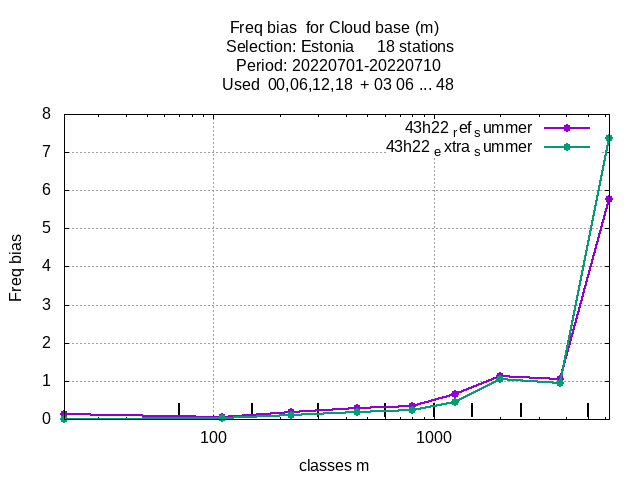 Freq bias  for Cloud base (m)
Selection: Estonia     18 stations
Period: 20220701-20220710
Used  00,06,12,18  + 03 06 ... 48
43h22 ref summer
43h22 extra summer
8
7
6
5
4
3
2
1
0
Freq bias
100
1000
classes m